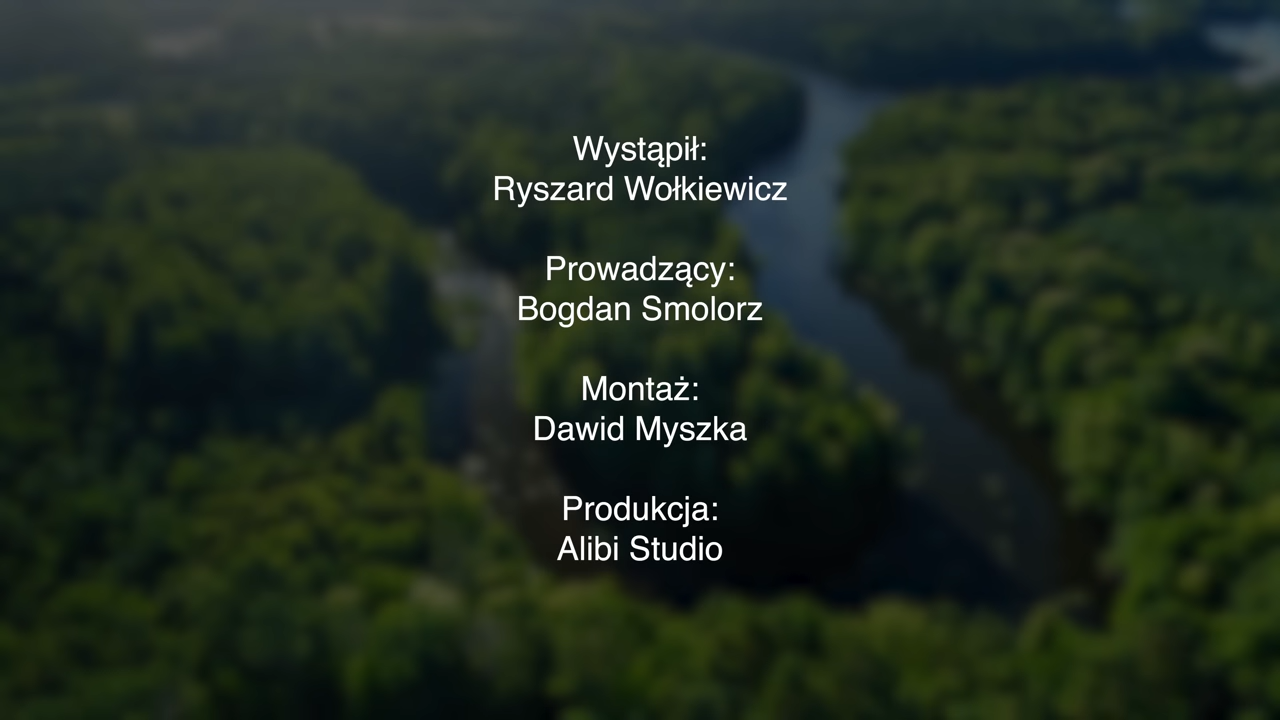 Wystąpił:
Ryszard Wołkiewicz
Prowadzący:
Bogdan Smolorz
Montaż:
Dawid Myszka
Produkcja:
Alibi Studio